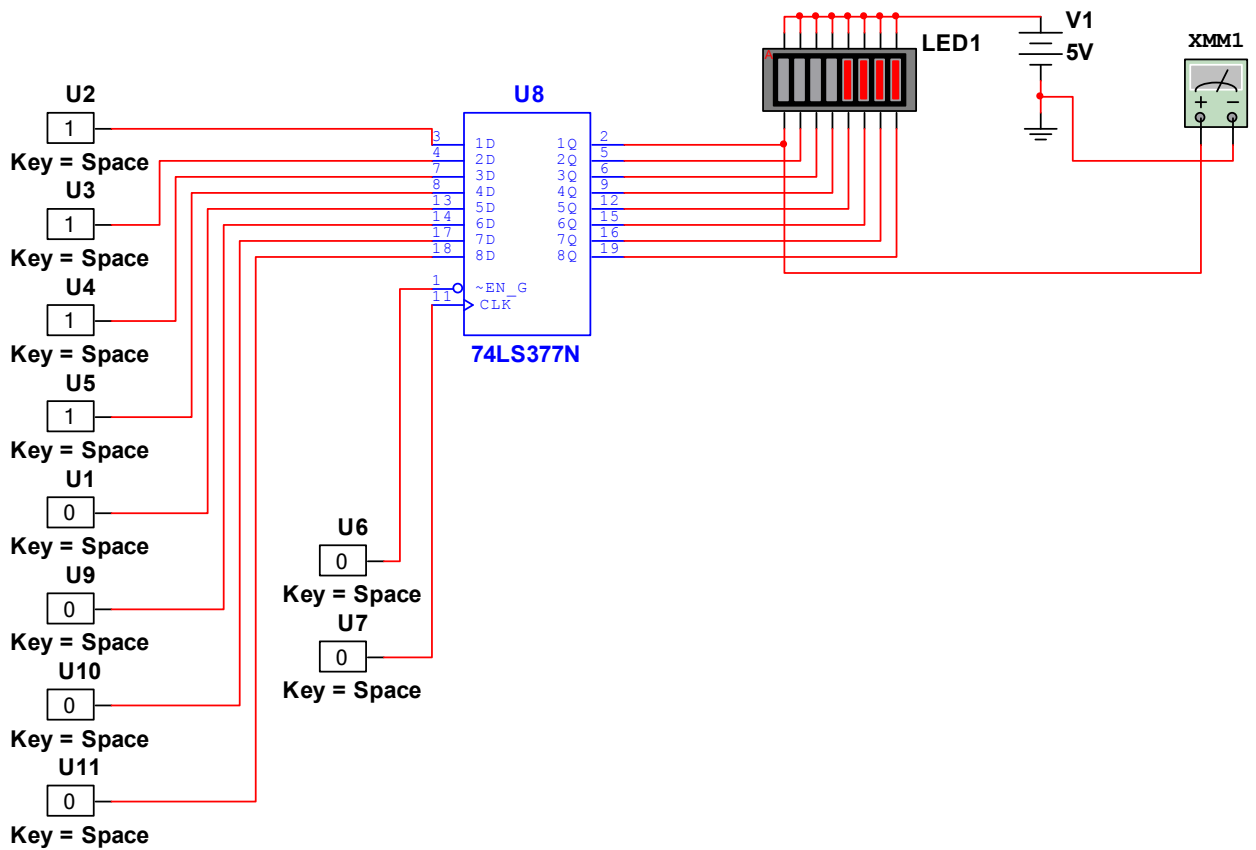 U2
1
Key = Space
U3
1
Key = Space
U4
1
Key = Space
U5
1
Key = Space
U1
0
Key = Space
U9
0
Key = Space
U10
0
Key = Space
U11
0
Key = Space
U6
0
Key = Space
U7
0
Key = Space
U8
3 1D 1Q 2
4 2D 2Q 5
7 3D 3Q 6
8 4D 4Q 9
13 5D 5Q 12
14 6D 6Q 15
17 7D 7Q 16
18 8D 8Q 19
1 ~EN_G
11 CLK
74LS377N
A
LED1
V1
5V
XMM1
+ −